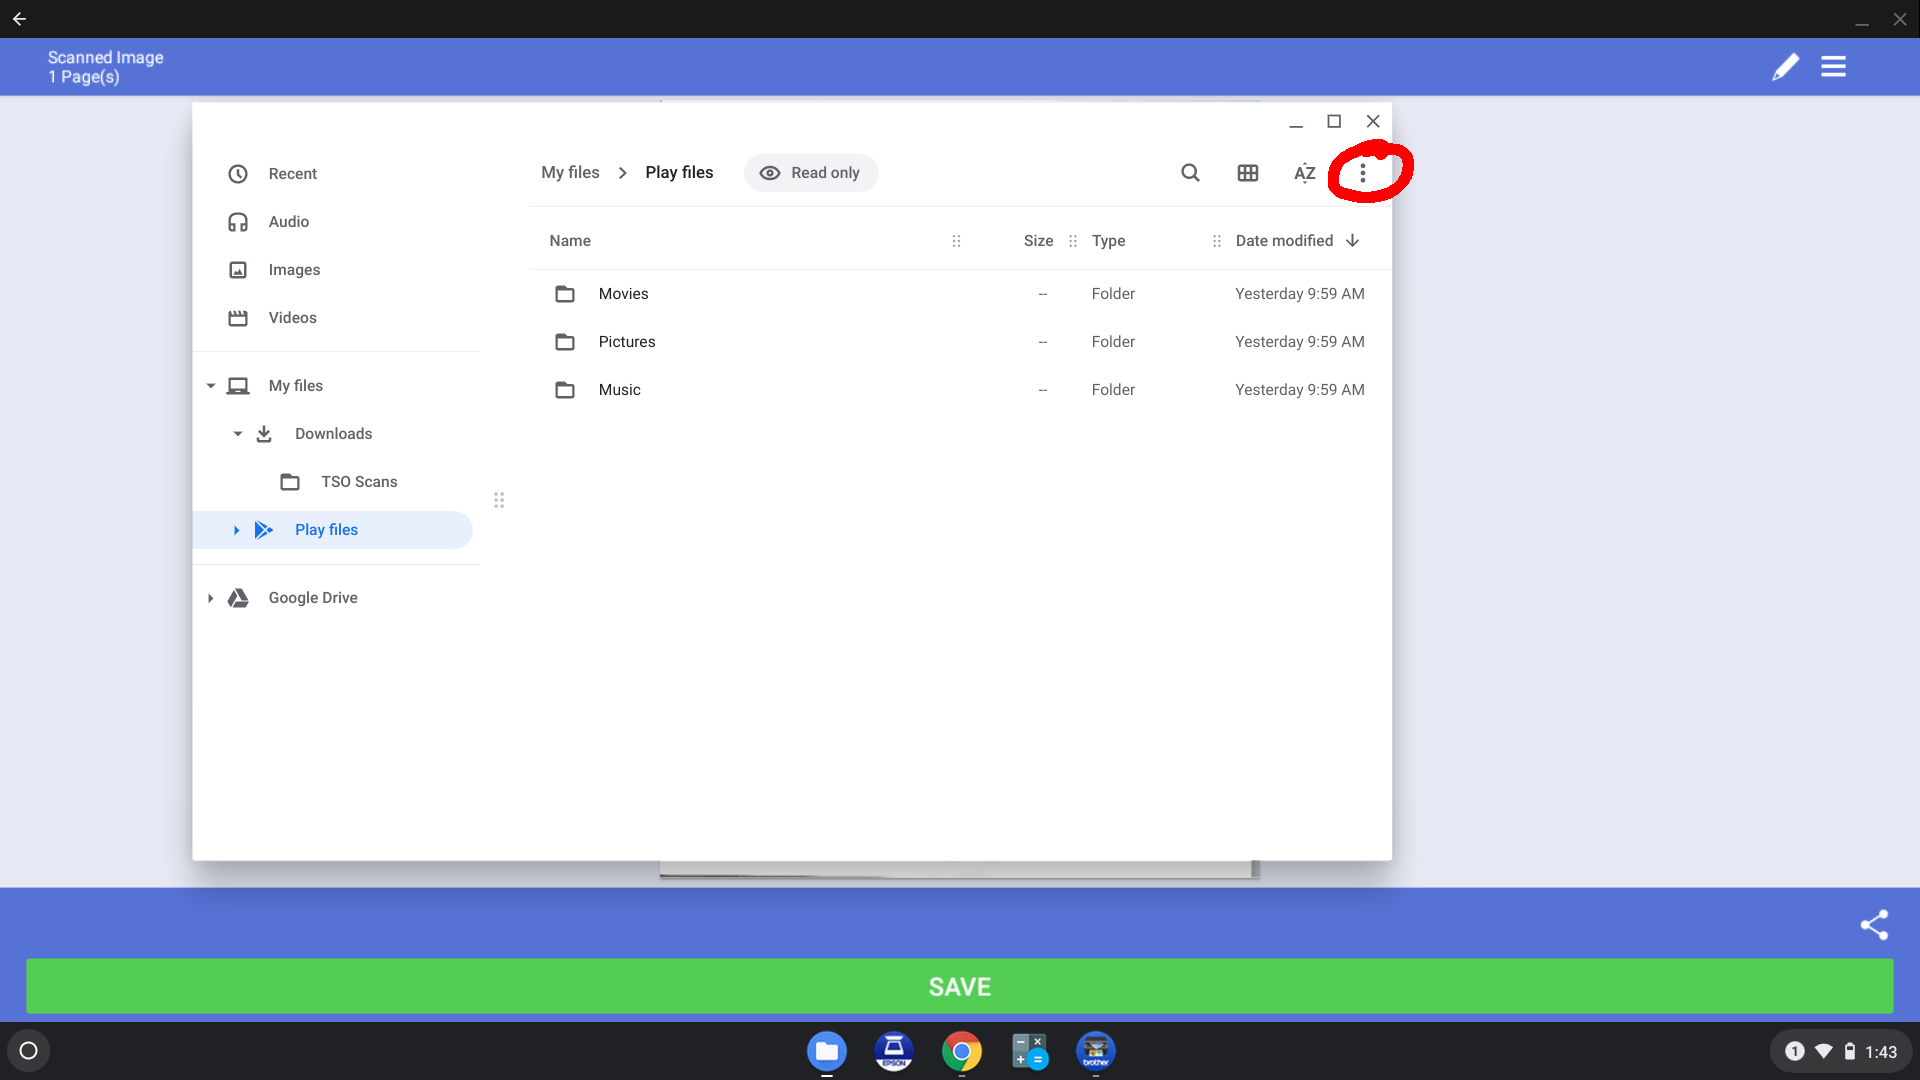 Scanned Image
1 Page(s)
Recent
Audio
Images
Videos
My files
Downloads
TSO Scans
Play files
Google Drive
My files > Play files Read only AZ
Name Size Type Date modified
Movies -- Folder Yesterday 9:59 AM
Pictures -- Folder Yesterday 9:59 AM
Music -- Folder Yesterday 9:59 AM
SAVE
EPSON
brother
1 1:43